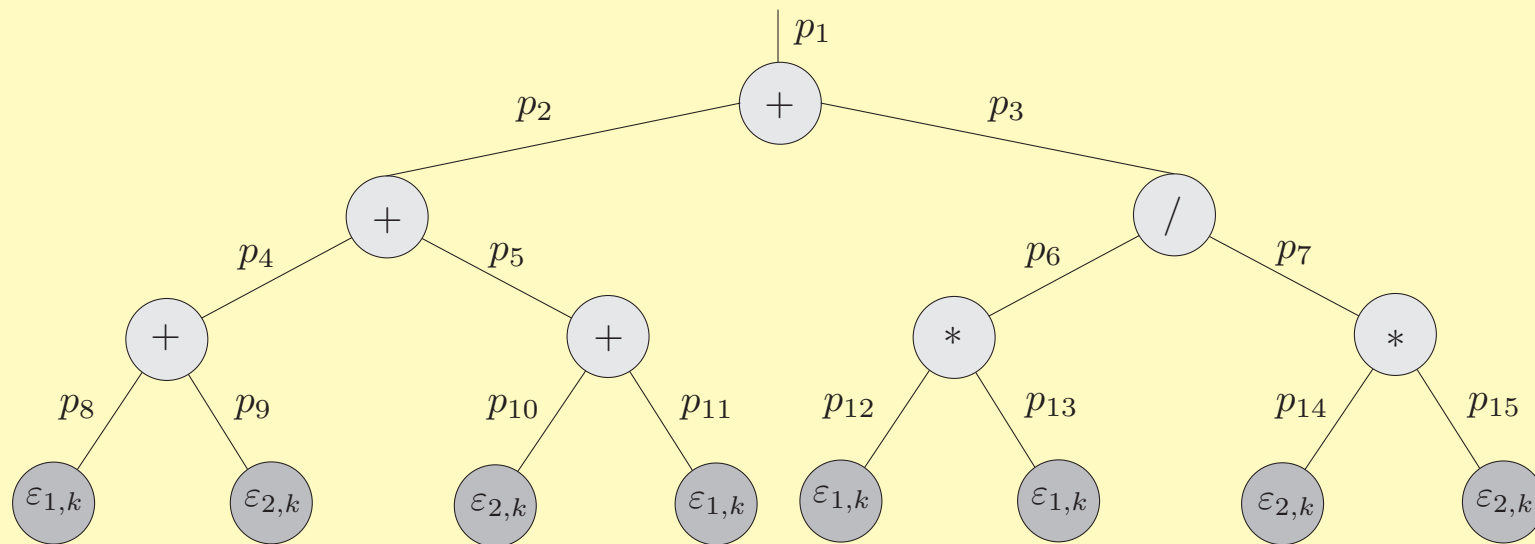 p₁
+
p₂ p₃
+ /
p₄ p₅ p₆ p₇
+ + * *
p₈ p₉ p₁₀ p₁₁ p₁₂ p₁₃ p₁₄ p₁₅
ε₁,ₖ ε₂,ₖ ε₂,ₖ ε₁,ₖ ε₁,ₖ ε₁,ₖ ε₂,ₖ ε₂,ₖ